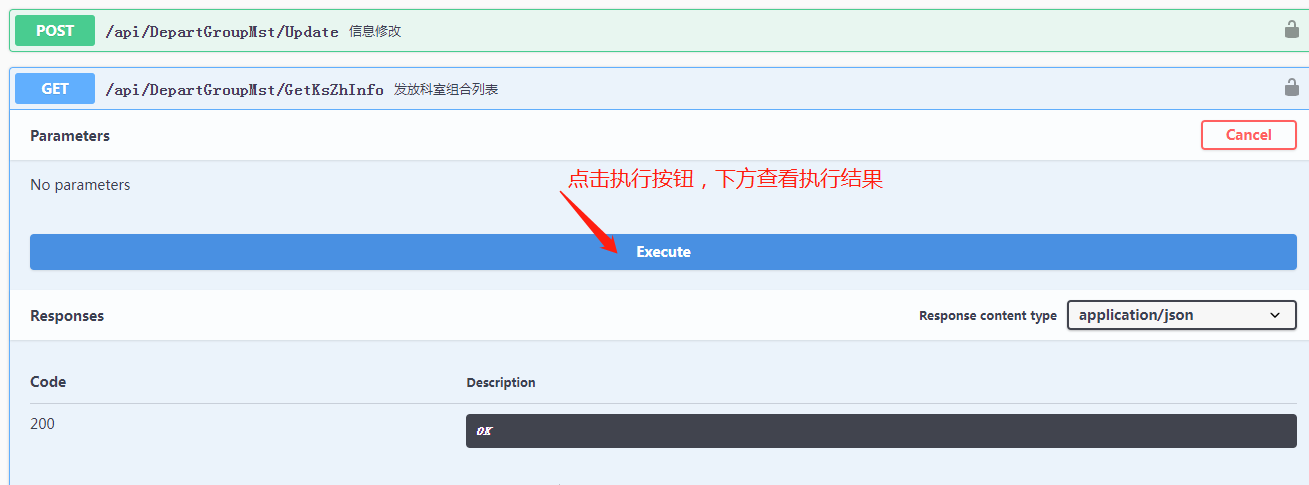 POST /api/DepartGroupMst/Update 信息修改
GET /api/DepartGroupMst/GetKsZhInfo 发放科室组合列表
Parameters Cancel
No parameters
点击执行按钮，下方查看执行结果
Execute
Responses Response content type application/json
Code Description
200 OK